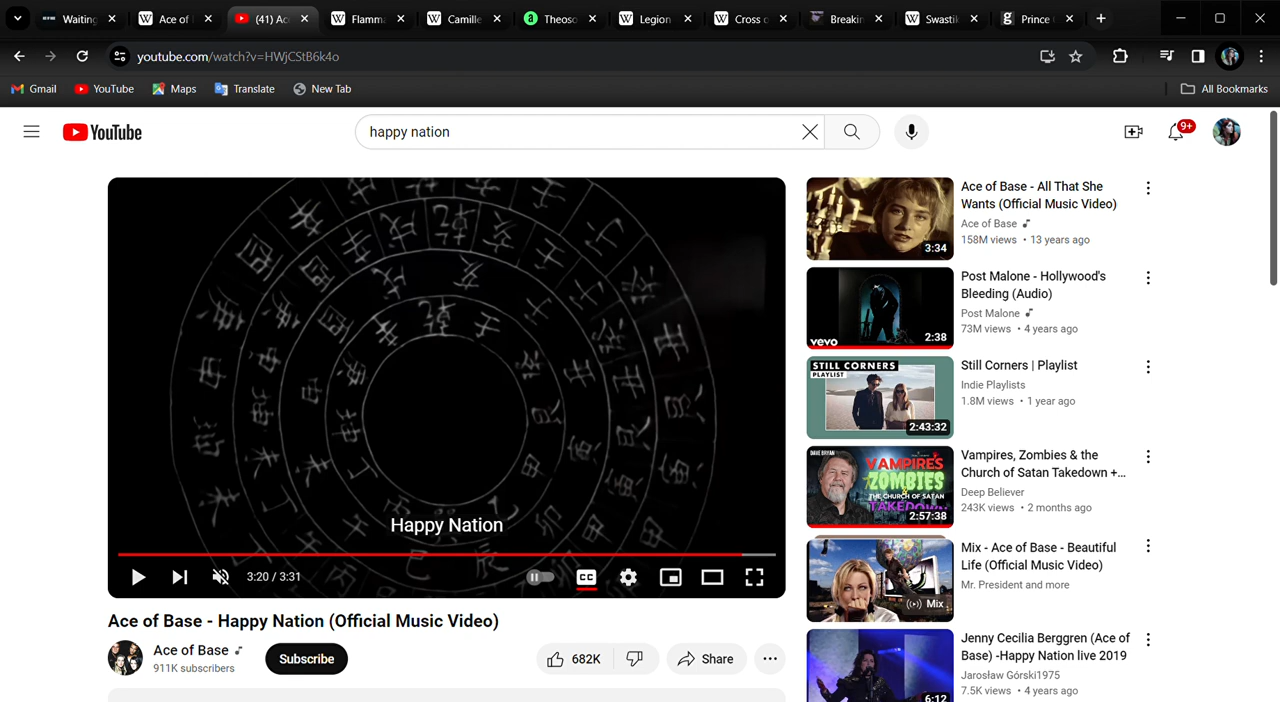 Waiting
Ace of
(41) Ac
Flamm
Camille
Theoso
Legion
Cross o
Breakin
Swasti
Prince
youtube.com/watch?v=HWjCStB6k4o
Gmail
YouTube
Maps
Translate
New Tab
All Bookmarks
YouTube
happy nation
9+
Happy Nation
3:20 / 3:31
CC
Ace of Base - Happy Nation (Official Music Video)
Ace of Base
911K subscribers
Subscribe
682K
Share
3:34
Ace of Base - All That She
Wants (Official Music Video)
Ace of Base
158M views • 13 years ago
vevo
2:38
Post Malone - Hollywood's
Bleeding (Audio)
Post Malone
73M views • 4 years ago
STILL CORNERS
PLAYLIST
2:43:32
Still Corners | Playlist
Indie Playlists
1.8M views • 1 year ago
DAVE BRYAN
VAMPIRES
ZOMBIES
THE CHURCH OF SATAN
TAKEDOWN
2:57:38
Vampires, Zombies & the
Church of Satan Takedown +...
Deep Believer
243K views • 2 months ago
Mix
Mix - Ace of Base - Beautiful
Life (Official Music Video)
Mr. President and more
6:12
Jenny Cecilia Berggren (Ace of
Base) -Happy Nation live 2019
Jarosław Górski1975
7.5K views • 4 years ago